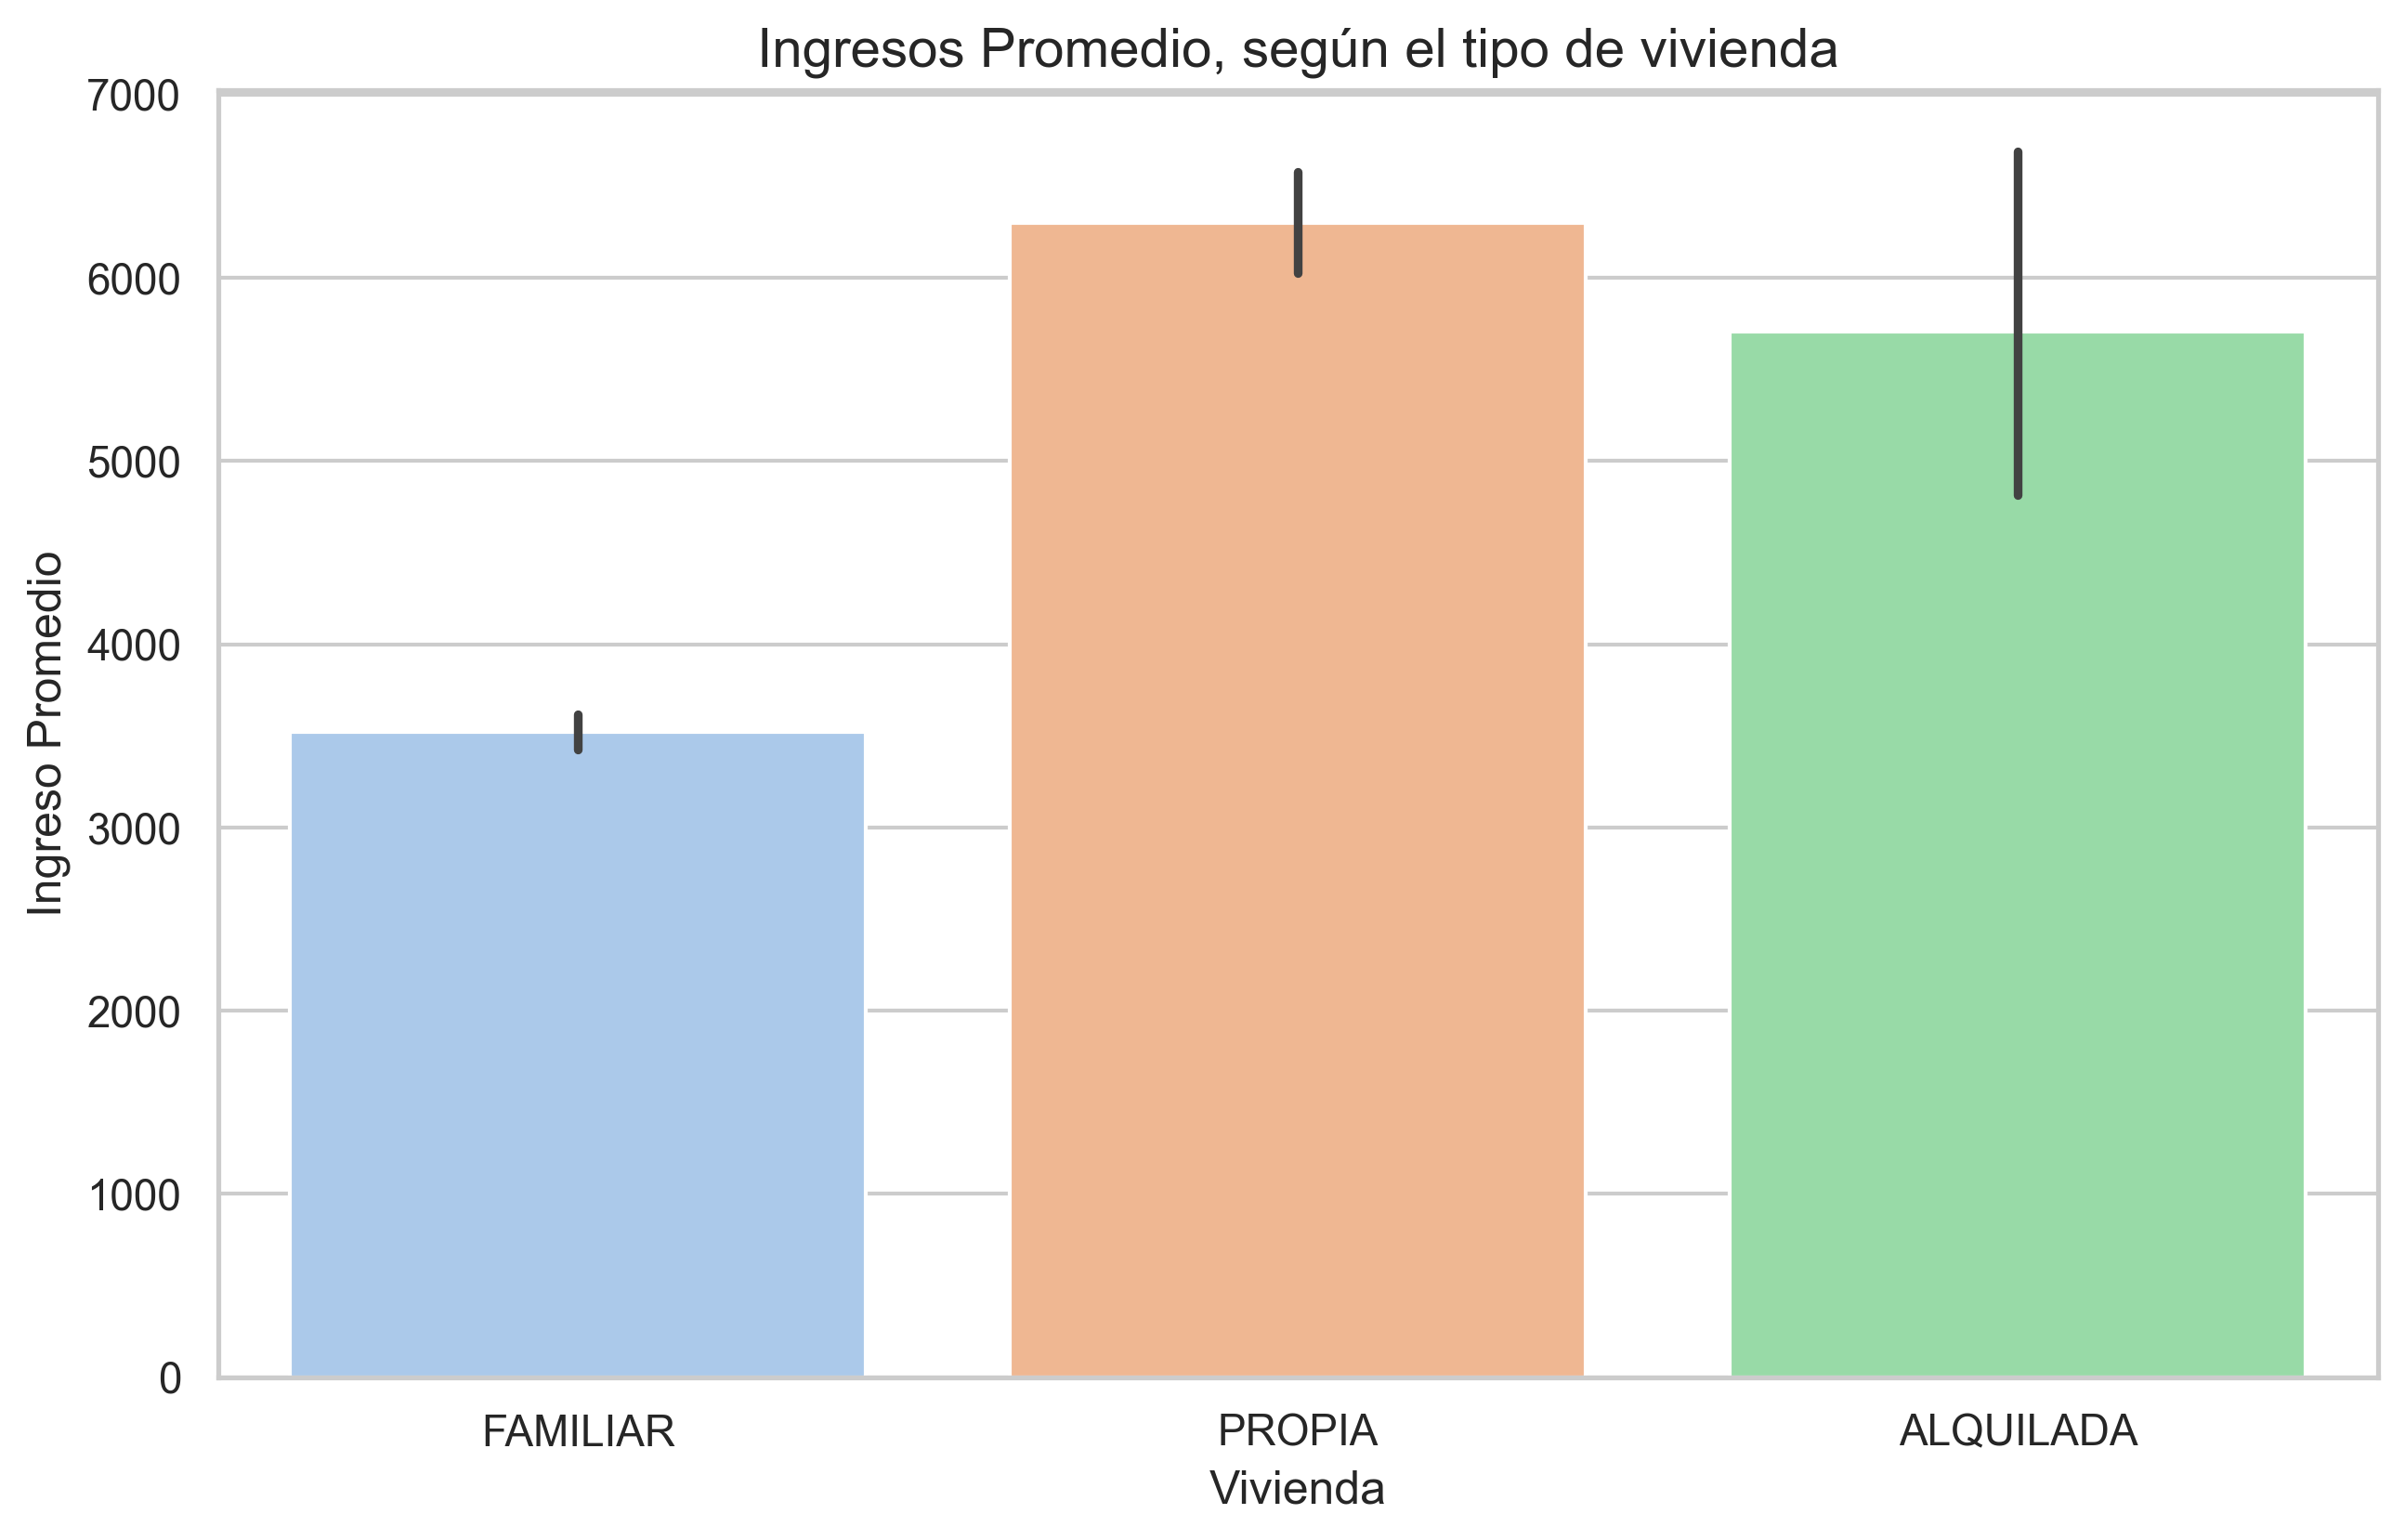 Ingresos Promedio, según el tipo de vivienda
7000
6000
5000
4000
3000
2000
1000
0
Ingreso Promedio
FAMILIAR
PROPIA
ALQUILADA
Vivienda